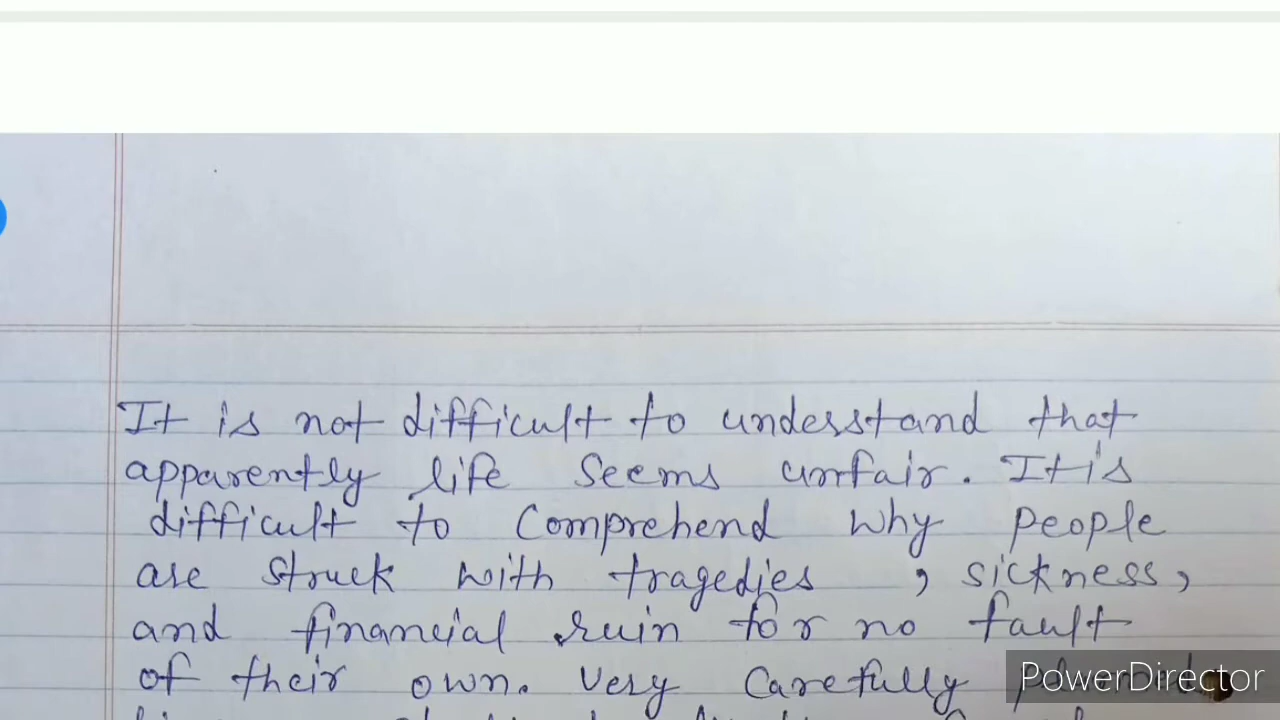 It is not difficult to understand that
apparently life seems unfair. It is
difficult to comprehend why people
are struck with tragedies , sickness,
and financial ruin for no fault
of their own. Very carefully
PowerDirector